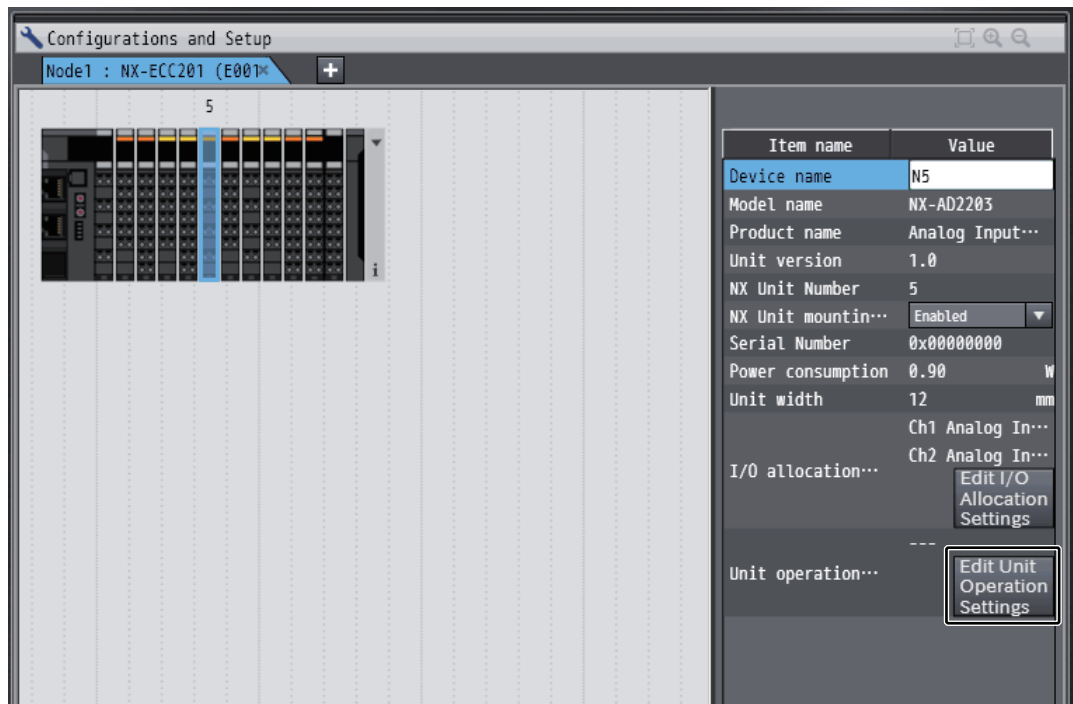 Configurations and Setup
Node1 : NX-ECC201 (E001
5
i
Item name Value
Device name N5
Model name NX-AD2203
Product name Analog Input…
Unit version 1.0
NX Unit Number 5
NX Unit mountin… Enabled
Serial Number 0x00000000
Power consumption 0.90 W
Unit width 12 mm
I/O allocation…
Ch1 Analog In…
Ch2 Analog In…
Edit I/O
Allocation
Settings
Unit operation…
---
Edit Unit
Operation
Settings